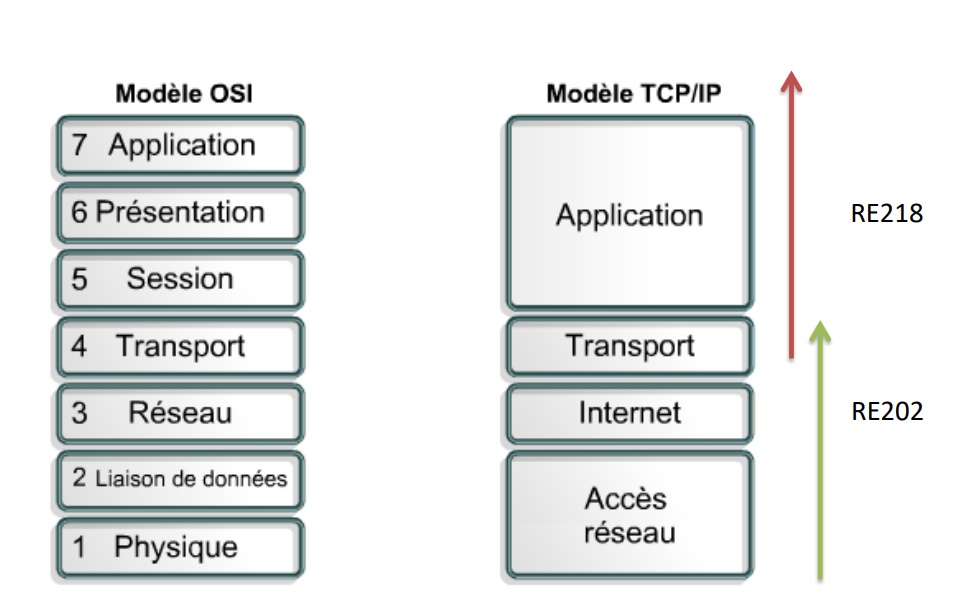 Modèle OSI
7 Application
6 Présentation
5 Session
4 Transport
3 Réseau
2 Liaison de données
1 Physique
Modèle TCP/IP
Application
Transport
Internet
Accès
réseau
RE218
RE202